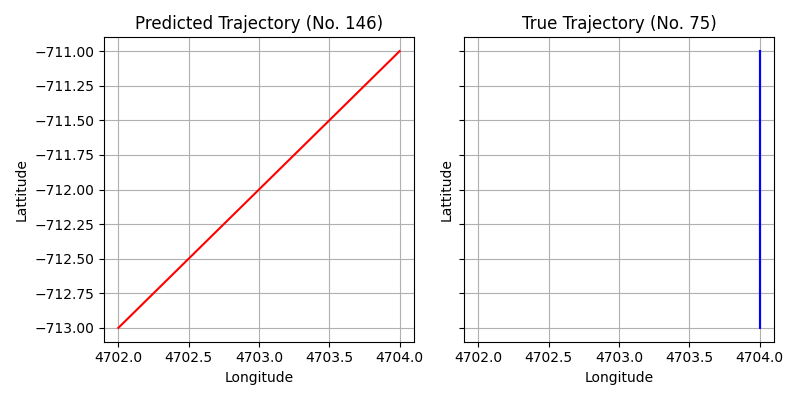 Predicted Trajectory (No. 146)
True Trajectory (No. 75)
−711.00
−711.25
−711.50
−711.75
−712.00
−712.25
−712.50
−712.75
−713.00
Lattitude
Lattitude
4702.0 4702.5 4703.0 4703.5 4704.0
4702.0 4702.5 4703.0 4703.5 4704.0
Longitude
Longitude